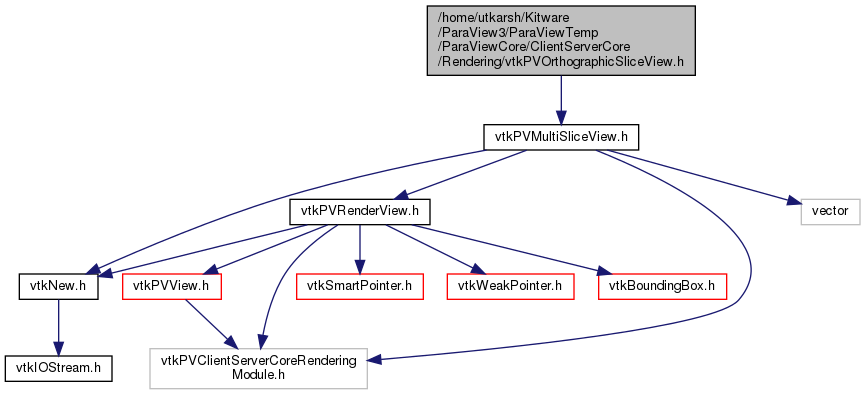 /home/utkarsh/Kitware
/ParaView3/ParaViewTemp
/ParaViewCore/ClientServerCore
/Rendering/vtkPVOrthographicSliceView.h
vtkPVMultiSliceView.h
vtkPVRenderView.h
vector
vtkNew.h
vtkPVView.h
vtkSmartPointer.h
vtkWeakPointer.h
vtkBoundingBox.h
vtkIOStream.h
vtkPVClientServerCoreRendering
Module.h